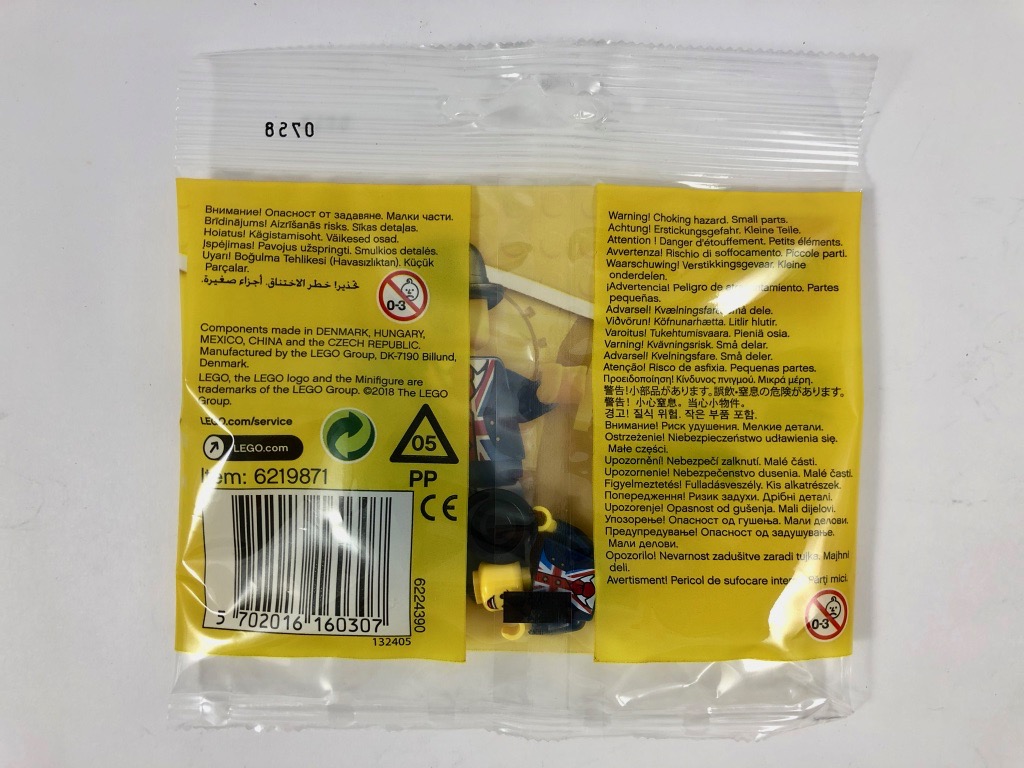 0758
Внимание! Опасност от задавяне. Малки части.
Brīdinājums! Aizrīšanās risks. Sīkas detaļas.
Hoiatus! Kägistamisoht. Väikesed osad.
Įspėjimas! Pavojus užspringti. Smulkios detalės.
Uyarı! Boğulma Tehlikesi (Havasızlıktan). Küçük
Parçalar.
تحذير! خطر الاختناق. أجزاء صغيرة.
0-3
Components made in DENMARK, HUNGARY,
MEXICO, CHINA and the CZECH REPUBLIC.
Manufactured by the LEGO Group, DK-7190 Billund,
Denmark.
LEGO, the LEGO logo and the Minifigure are
trademarks of the LEGO Group. ©2018 The LEGO
Group.
LEGO.com/service
LEGO.com
05
PP
Item: 6219871
CE
6224390
5 702016 160307
132405
Warning! Choking hazard. Small parts.
Achtung! Erstickungsgefahr. Kleine Teile.
Attention ! Danger d'étouffement. Petits éléments.
Avvertenza! Rischio di soffocamento. Piccole parti.
Waarschuwing! Verstikkingsgevaar. Kleine
onderdelen.
¡Advertencia! Peligro de Partes
pequeñas.
Advarsel! Kvælningsfare. Små dele.
Viðvörun! Köfnunarhætta. Litlir hlutir.
Varoitus! Tukehtumisvaara. Pieniä osia.
Varning! Kvävningsrisk. Små delar.
Advarsel! Kvelningsfare. Små deler.
Atenção! Risco de asfixia. Pequenas partes.
Προειδοποίηση! Κίνδυνος πνιγμού. Μικρά μέρη.
警告!小部品があります。誤飲・窒息の危険があります。
警告! 小心窒息。当心小物件。
경고! 질식 위험. 작은 부품 포함.
Внимание! Риск удушения. Мелкие детали.
Ostrzeżenie! Niebezpieczeństwo udławienia się.
Małe części.
Upozornění! Nebezpečí zalknutí. Malé části.
Upozornenie! Nebezpečenstvo dusenia. Malé časti.
Figyelmeztetés! Fulladásveszély. Kis alkatrészek.
Попередження! Ризик задухи. Дрібні деталі.
Upozorenje! Opasnost od gušenja. Mali dijelovi.
Упозорење! Опасност од гушења. Мали делови.
Предупредување! Опасност од задушување.
Мали делови.
Opozorilo! Nevarnost zadušitve zaradi tujka. Majhni
deli.
Avertisment! Pericol de sufocare Părți mici.
0-3